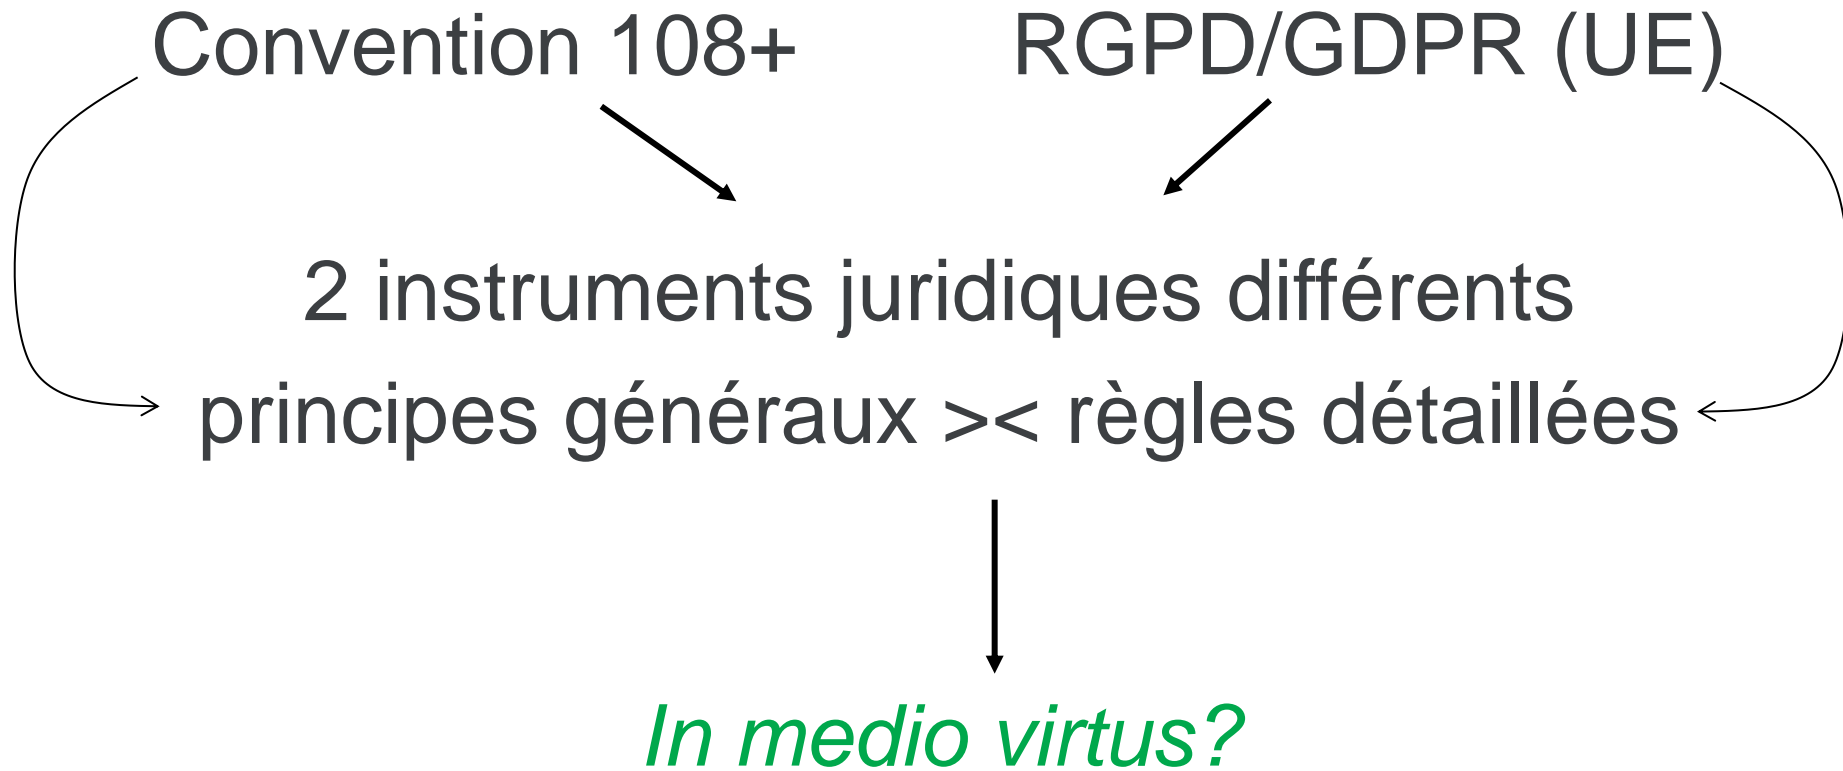 Convention 108+ RGPD/GDPR (UE)
2 instruments juridiques différents
principes généraux >< règles détaillées
In medio virtus?